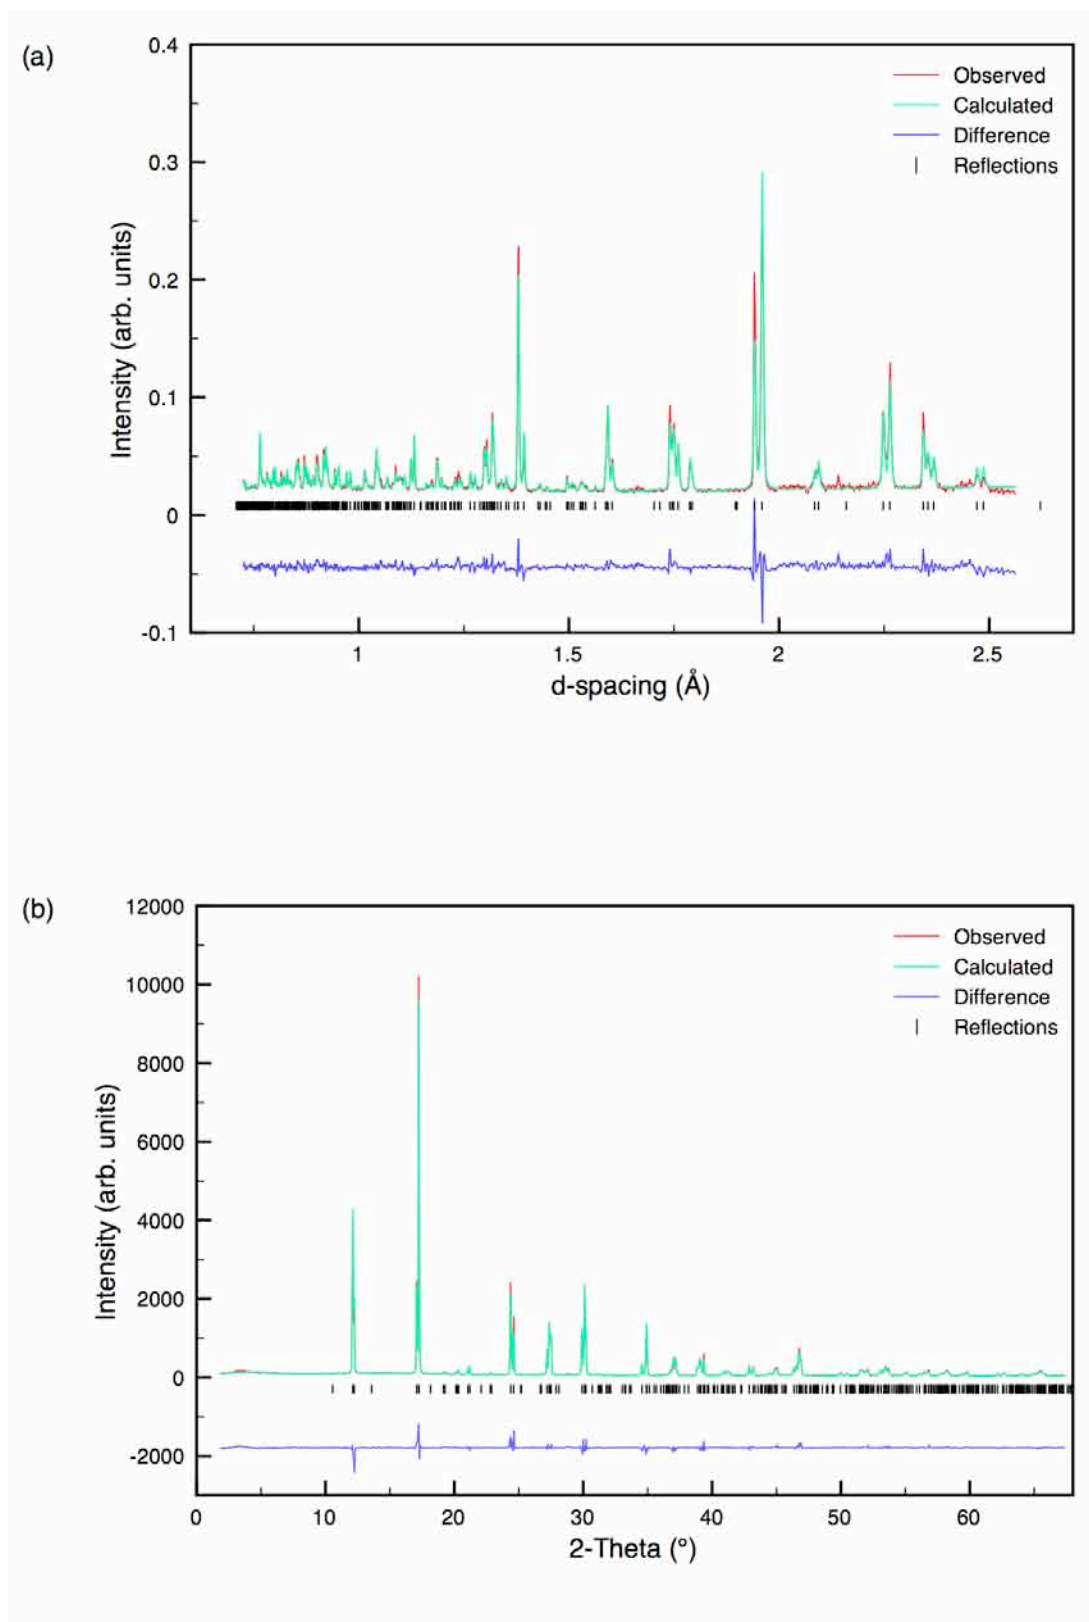 (a)
0.4
0.3
0.2
0.1
0
-0.1
Intensity (arb. units)
Observed
Calculated
Difference
Reflections
1
1.5
2
2.5
d-spacing (Å)
(b)
12000
10000
8000
6000
4000
2000
0
-2000
Intensity (arb. units)
Observed
Calculated
Difference
Reflections
0
10
20
30
40
50
60
2-Theta (°)